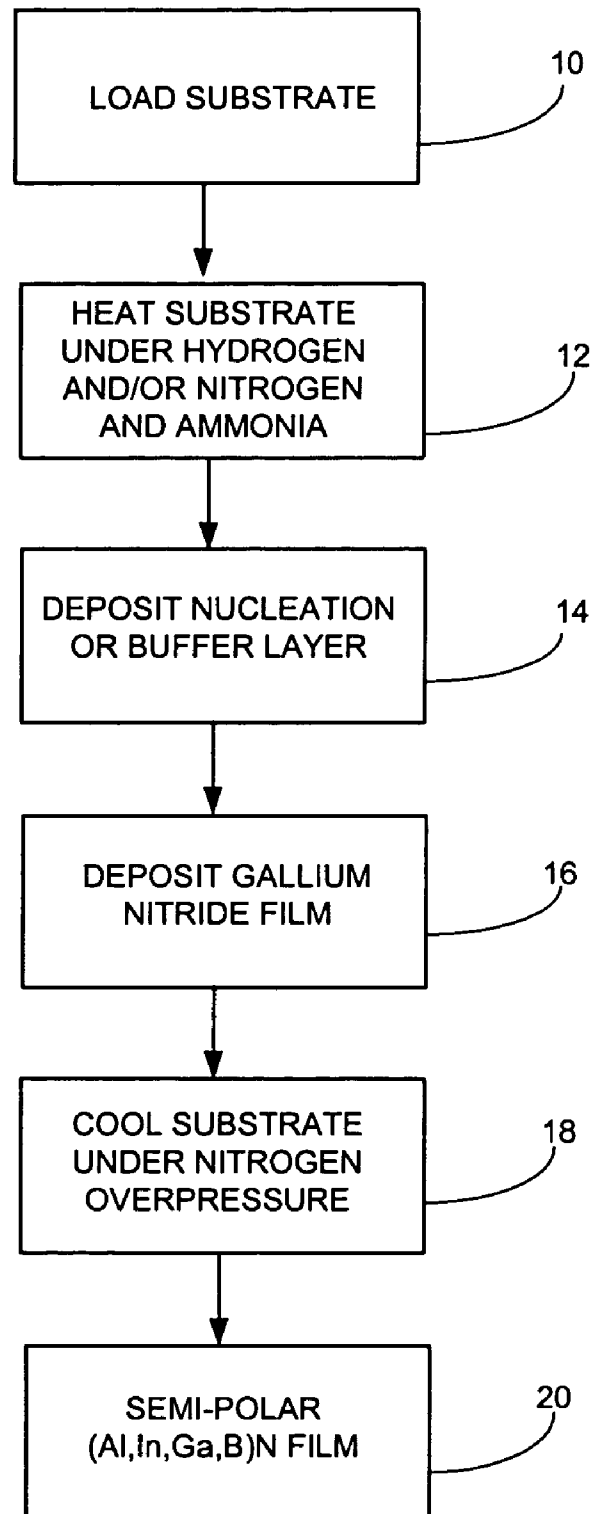 LOAD SUBSTRATE
10
HEAT SUBSTRATE
UNDER HYDROGEN
AND/OR NITROGEN
AND AMMONIA
12
DEPOSIT NUCLEATION
OR BUFFER LAYER
14
DEPOSIT GALLIUM
NITRIDE FILM
16
COOL SUBSTRATE
UNDER NITROGEN
OVERPRESSURE
18
SEMI-POLAR
(Al,In,Ga,B)N FILM
20